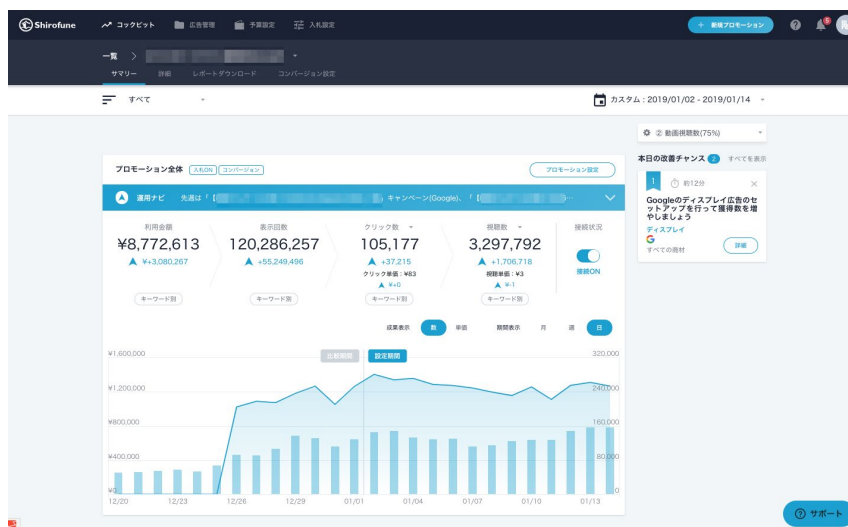 Shirofune
コックピット
広告管理
予算設定
入札設定
+ 新規プロモーション
5
一覧 >
サマリー
詳細
レポートダウンロード
コンバージョン設定
すべて
カスタム : 2019/01/02 - 2019/01/14
② 動画視聴数(75%)
本日の改善チャンス 2 すべてを表示
プロモーション全体 入札ON コンバージョン
プロモーション設定
1 約12分 ×
Googleのディスプレイ広告のセ
ットアップを行って獲得数を増
やしましょう
ディスプレイ
すべての商材
詳細
運用ナビ 先週は「 [ ) キャンペーン(Google)、「 [ )…
利用金額
¥8,772,613
▲ ¥+3,080,267
キーワード別
表示回数
120,286,257
▲ +55,249,496
キーワード別
クリック数
105,177
▲ +37,215
クリック単価:¥83
▲ ¥+0
キーワード別
視聴数
3,297,792
▲ +1,706,718
視聴単価:¥3
▲ ¥-1
キーワード別
接続状況
接続ON
成果表示 数 単価 期間表示 月 週 日
比較期間 設定期間
¥1,600,000 320,000
¥1,200,000 240,000
¥800,000 160,000
¥400,000 80,000
¥0 0
12/20 12/23 12/26 12/29 01/01 01/04 01/07 01/10 01/13
サポート